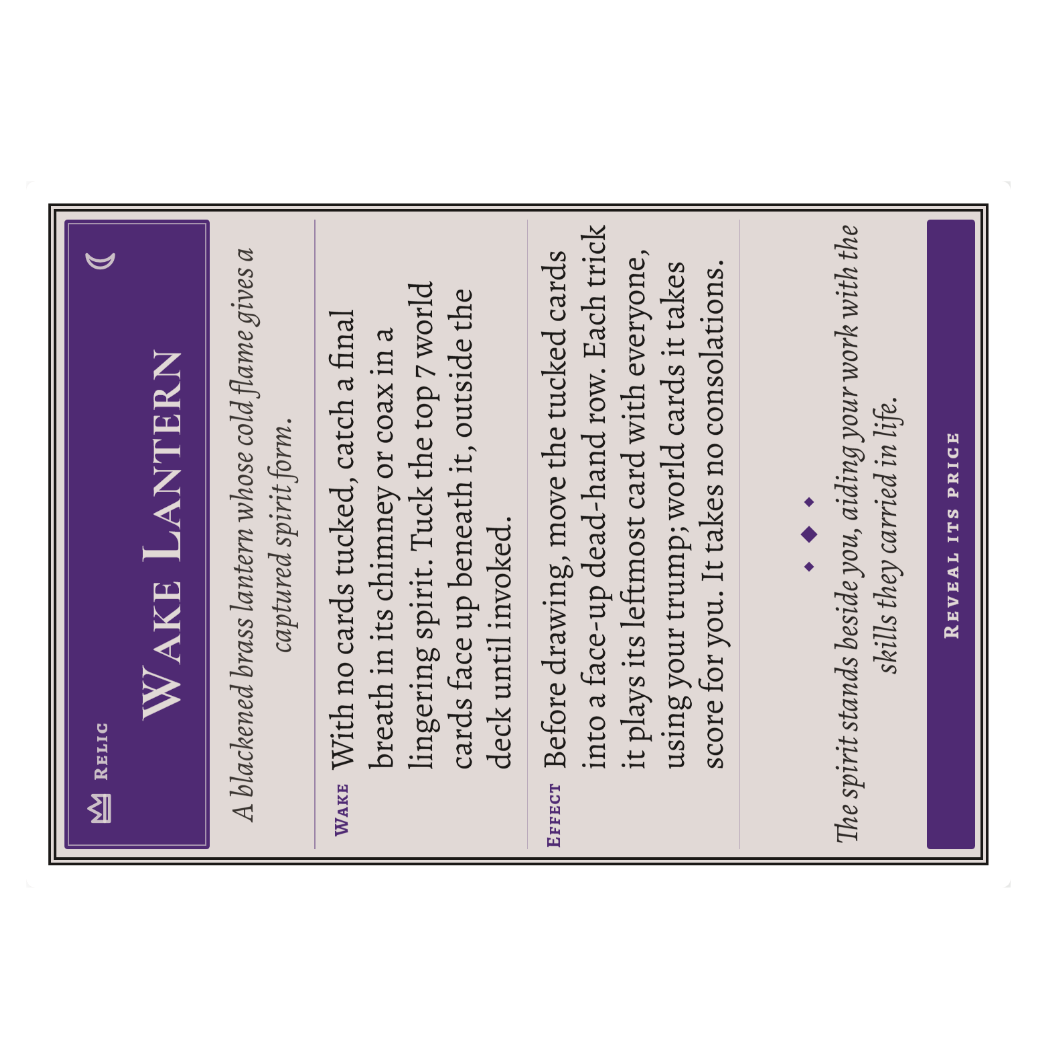 Relic
Wake Lantern
A blackened brass lantern whose cold flame gives a
captured spirit form.
Wake With no cards tucked, catch a final
breath in its chimney or coax in a
lingering spirit. Tuck the top 7 world
cards face up beneath it, outside the
deck until invoked.
Effect Before drawing, move the tucked cards
into a face-up dead-hand row. Each trick
it plays its leftmost card with everyone,
using your trump; world cards it takes
score for you. It takes no consolations.
The spirit stands beside you, aiding your work with the
skills they carried in life.
Reveal its price